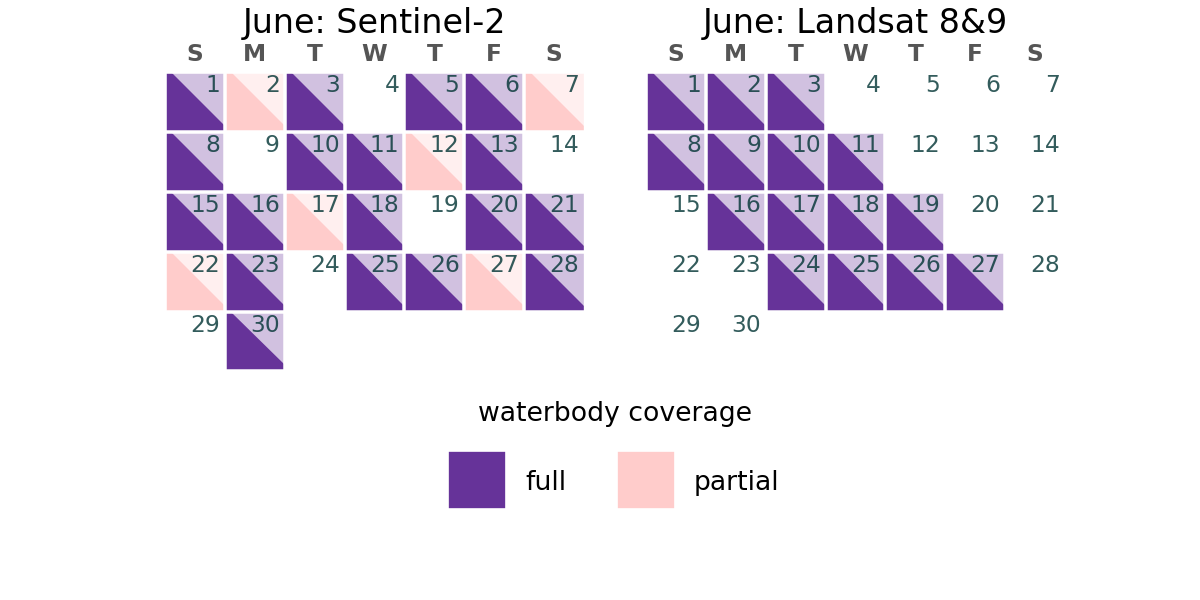 June: Sentinel-2
S M T W T F S
1 2 3 4 5 6 7
8 9 10 11 12 13 14
15 16 17 18 19 20 21
22 23 24 25 26 27 28
29 30
June: Landsat 8&9
S M T W T F S
1 2 3 4 5 6 7
8 9 10 11 12 13 14
15 16 17 18 19 20 21
22 23 24 25 26 27 28
29 30
waterbody coverage
full partial